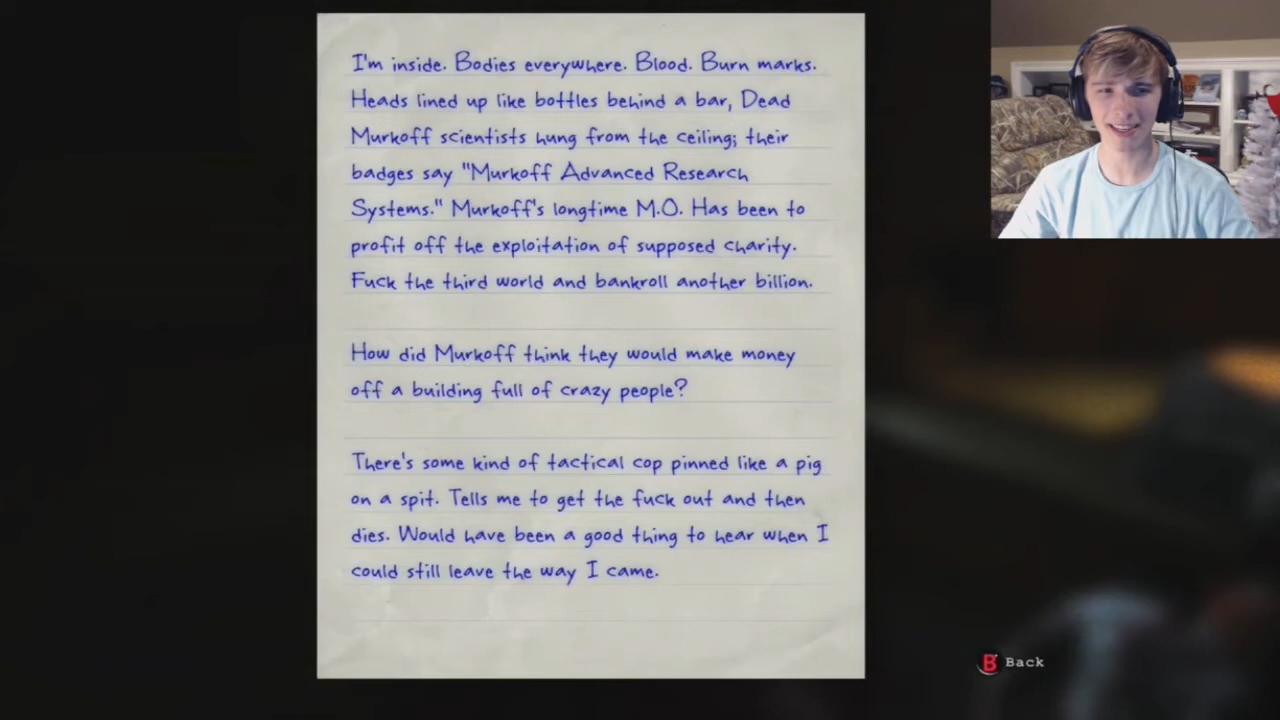 I'm inside. Bodies everywhere. Blood. Burn marks.
Heads lined up like bottles behind a bar, Dead
Murkoff scientists hung from the ceiling; their
badges say "Murkoff Advanced Research
Systems." Murkoff's longtime M.O. Has been to
profit off the exploitation of supposed charity.
Fuck the third world and bankroll another billion.
How did Murkoff think they would make money
off a building full of crazy people?
There's some kind of tactical cop pinned like a pig
on a spit. Tells me to get the fuck out and then
dies. Would have been a good thing to hear when I
could still leave the way I came.
B Back